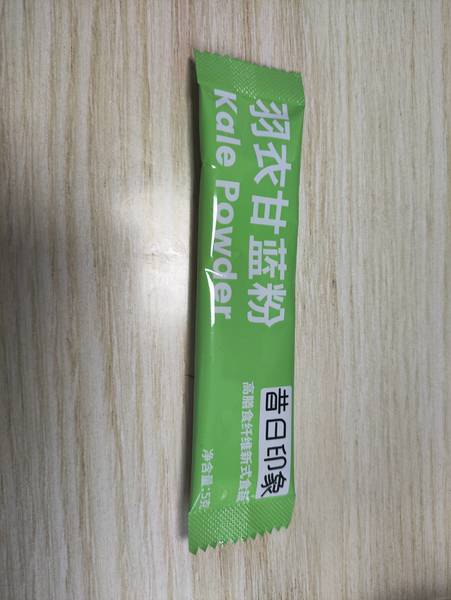 羽衣甘蓝粉
Kale Powder
昔日印象
高膳食纤维新式食蔬
净含量:5克